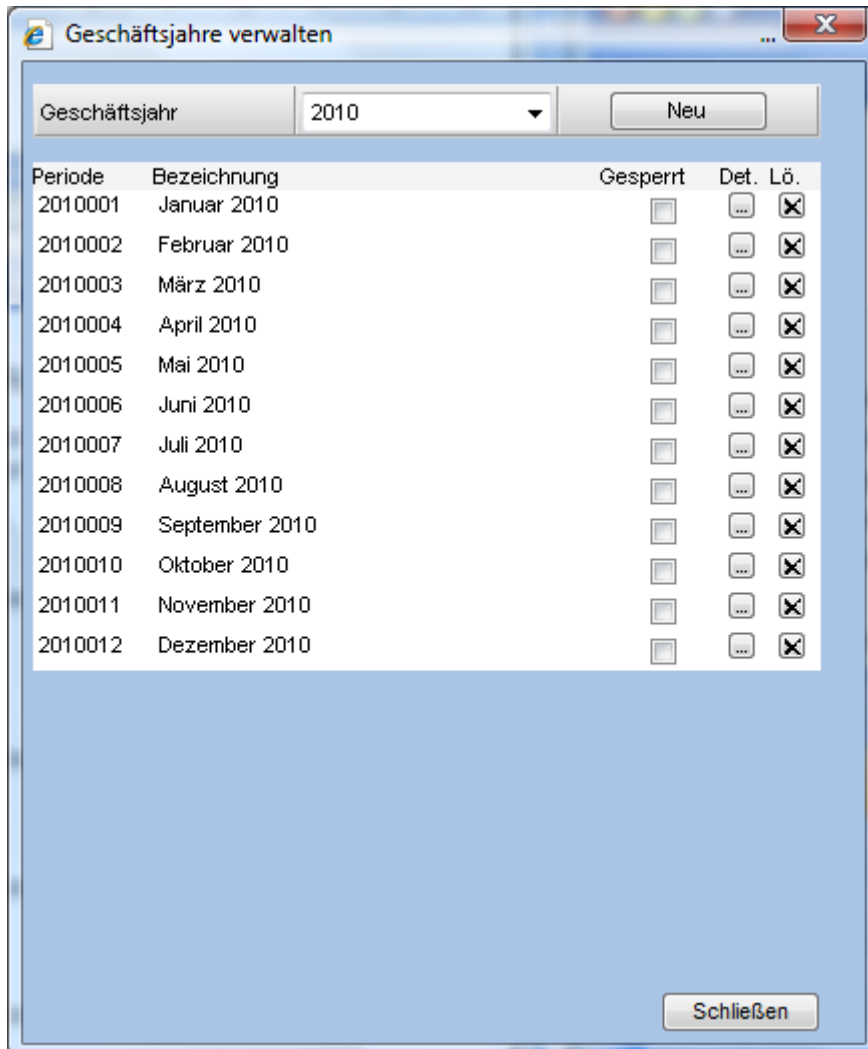 Geschäftsjahre verwalten ...
Geschäftsjahr 2010 Neu
Periode Bezeichnung Gesperrt Det. Lö.
2010001 Januar 2010 ...
2010002 Februar 2010 ...
2010003 März 2010 ...
2010004 April 2010 ...
2010005 Mai 2010 ...
2010006 Juni 2010 ...
2010007 Juli 2010 ...
2010008 August 2010 ...
2010009 September 2010 ...
2010010 Oktober 2010 ...
2010011 November 2010 ...
2010012 Dezember 2010 ...
Schließen